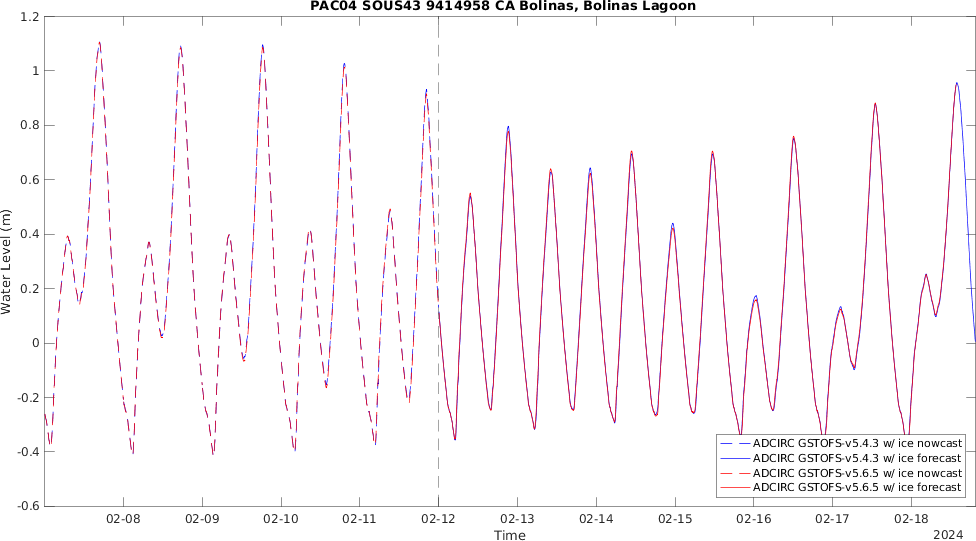 PAC04 SOUS43 9414958 CA Bolinas, Bolinas Lagoon
1.2
1
0.8
0.6
0.4
0.2
0
-0.2
-0.4
-0.6
Water Level (m)
ADCIRC GSTOFS-v5.4.3 w/ ice nowcast
ADCIRC GSTOFS-v5.4.3 w/ ice forecast
ADCIRC GSTOFS-v5.6.5 w/ ice nowcast
ADCIRC GSTOFS-v5.6.5 w/ ice forecast
02-08 02-09 02-10 02-11 02-12 02-13 02-14 02-15 02-16 02-17 02-18
Time
2024